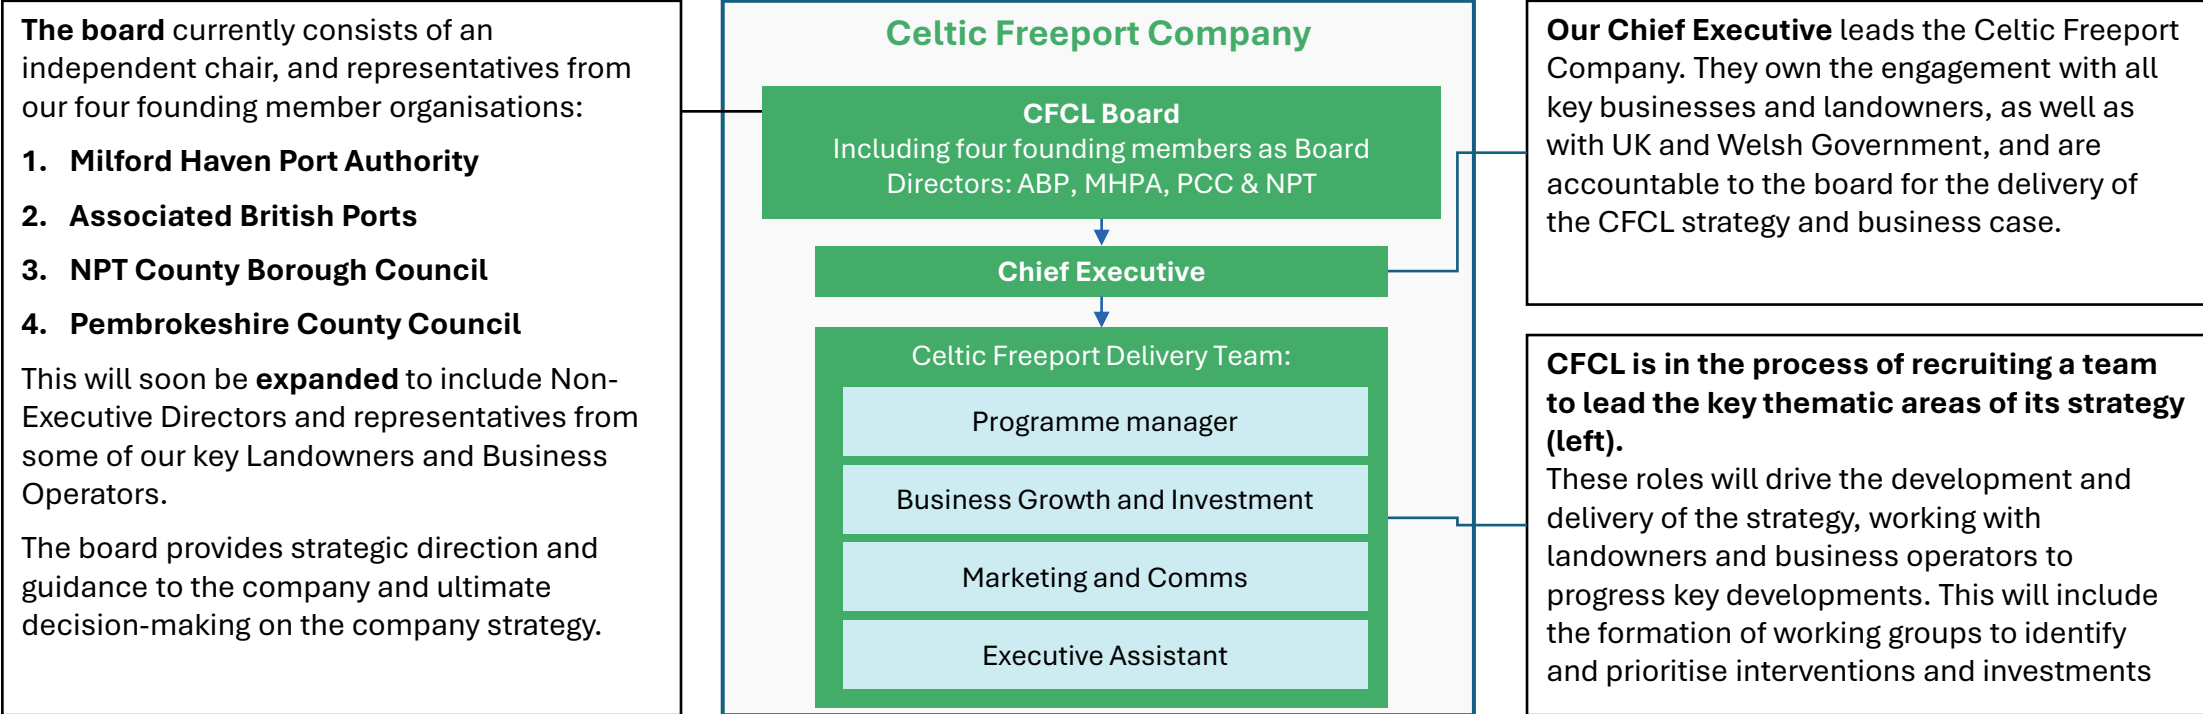 The board currently consists of an
independent chair, and representatives from
our four founding member organisations:
1. Milford Haven Port Authority
2. Associated British Ports
3. NPT County Borough Council
4. Pembrokeshire County Council
This will soon be expanded to include Non-
Executive Directors and representatives from
some of our key Landowners and Business
Operators.
The board provides strategic direction and
guidance to the company and ultimate
decision-making on the company strategy.
Celtic Freeport Company
CFCL Board
Including four founding members as Board
Directors: ABP, MHPA, PCC & NPT
Chief Executive
Celtic Freeport Delivery Team:
Programme manager
Business Growth and Investment
Marketing and Comms
Executive Assistant
Our Chief Executive leads the Celtic Freeport
Company. They own the engagement with all
key businesses and landowners, as well as
with UK and Welsh Government, and are
accountable to the board for the delivery of
the CFCL strategy and business case.
CFCL is in the process of recruiting a team
to lead the key thematic areas of its strategy
(left).
These roles will drive the development and
delivery of the strategy, working with
landowners and business operators to
progress key developments. This will include
the formation of working groups to identify
and prioritise interventions and investments